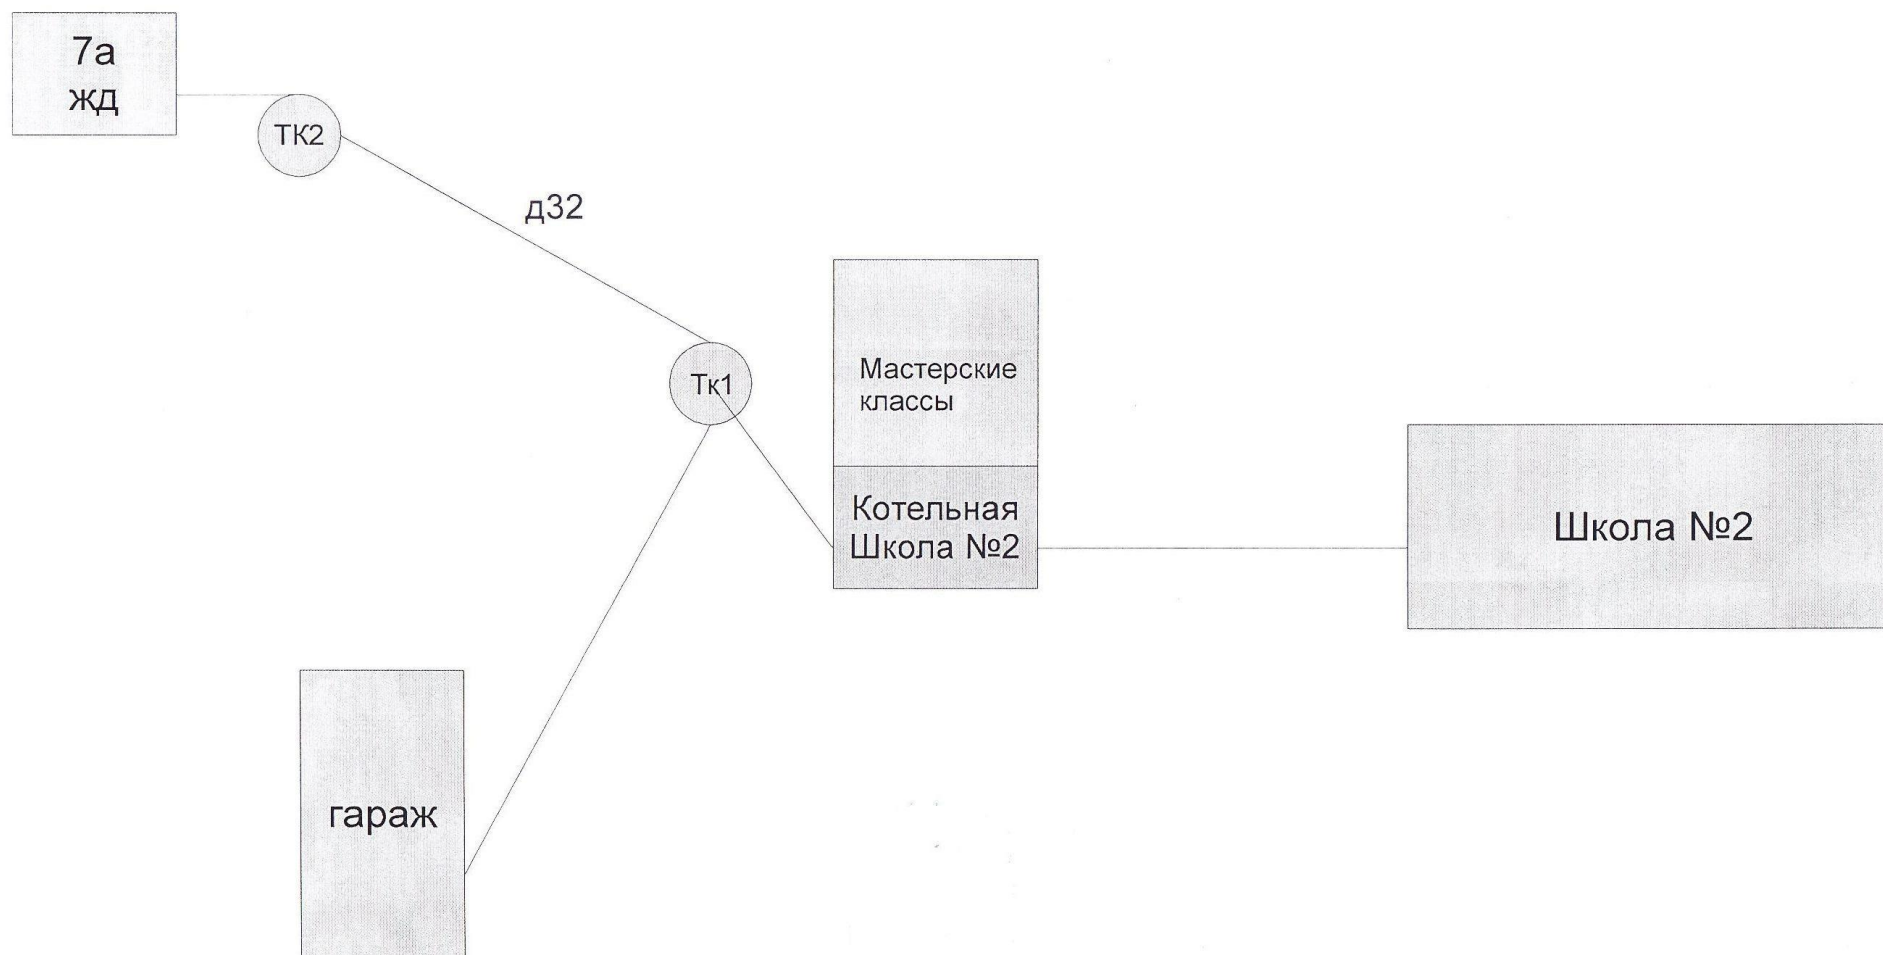 7а
жд
ТК2
д32
Тк1
Мастерские
классы
Котельная
Школа №2
Школа №2
гараж